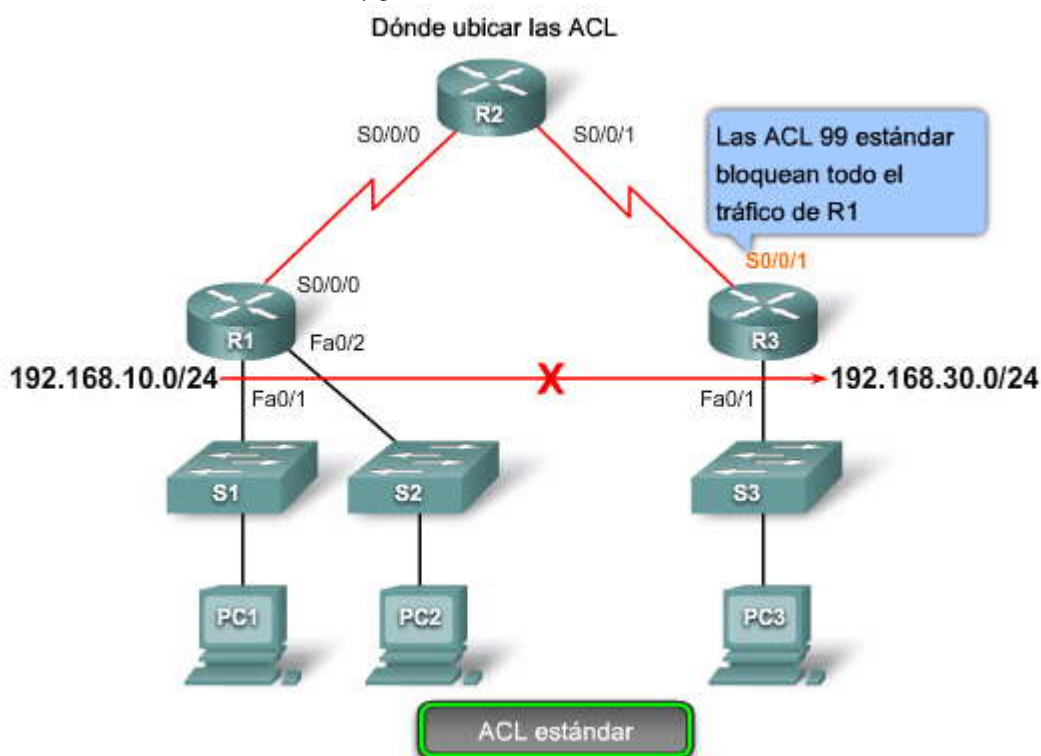 Dónde ubicar las ACL
R2
S0/0/0
S0/0/1
Las ACL 99 estándar
bloquean todo el
tráfico de R1
S0/0/1
S0/0/0
R1
R3
Fa0/2
192.168.10.0/24
X
192.168.30.0/24
Fa0/1
Fa0/1
S1
S2
S3
PC1
PC2
PC3
ACL estándar